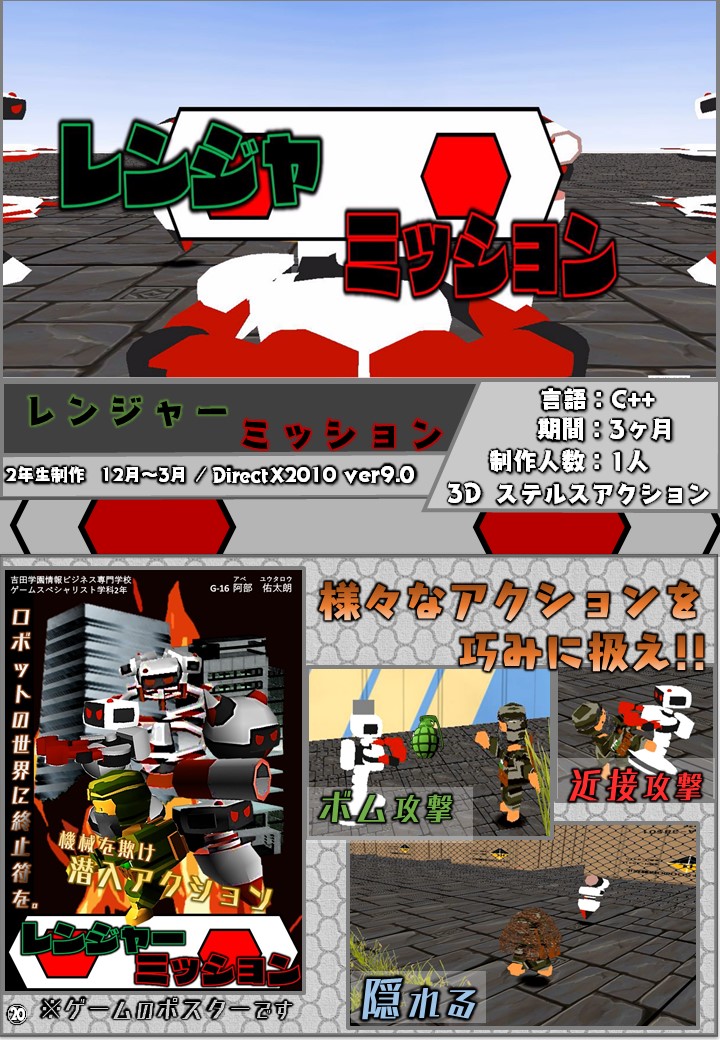 レンジャ
ミッション
レンジャー
ミッション
言語：C++
期間：3ヶ月
制作人数：1人
3D ステルスアクション
2年生制作 12月～3月 / DirectX2010 ver9.0
吉田学園情報ビジネス専門学校
ゲームスペシャリスト学科2年
アベ ユウタロウ
G-16 阿部 佑太朗
ロボットの世界に終止符を。
機械を欺け
潜入アクション
レンジャー
ミッション
⑳ ※ゲームのポスターです
様々なアクションを
巧みに扱え!!
ボム攻撃
近接攻撃
隠れる